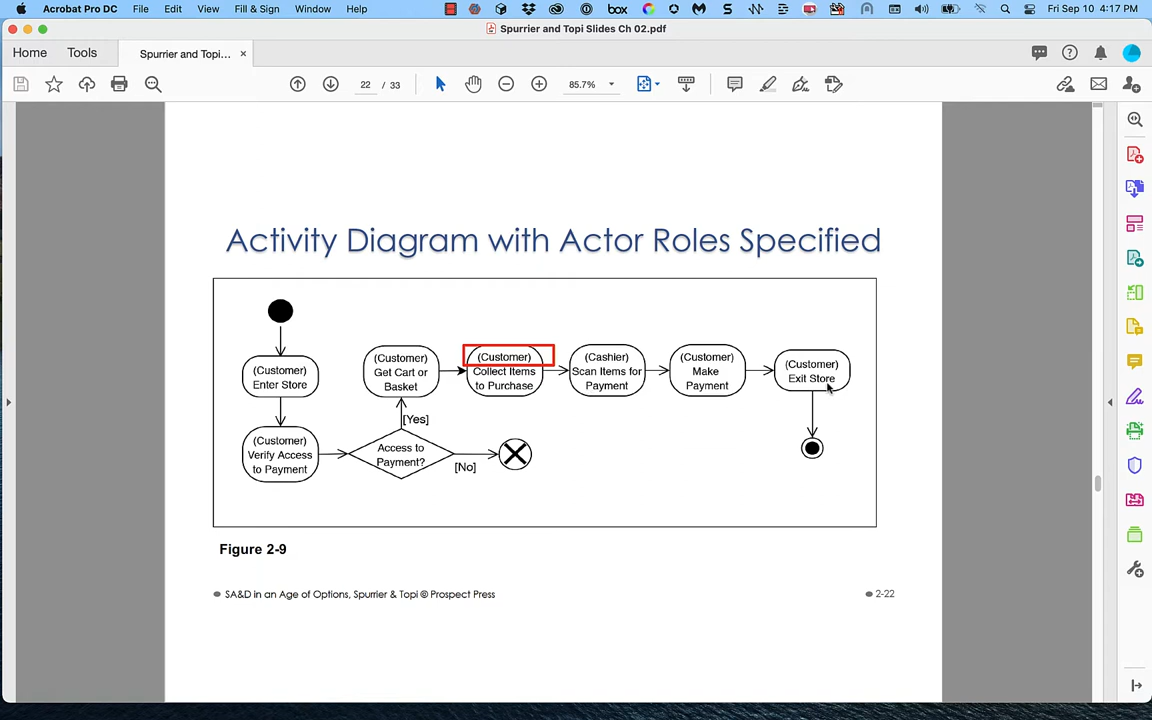 Acrobat Pro DC File Edit View Fill & Sign Window Help box S Fri Sep 10 4:17 PM
Spurrier and Topi Slides Ch 02.pdf
Home Tools Spurrier and Topi... ×
22 / 33 85.7%
Activity Diagram with Actor Roles Specified
(Customer)
Enter Store
(Customer)
Verify Access
to Payment
Access to
Payment?
[Yes]
[No]
(Customer)
Get Cart or
Basket
(Customer)
Collect Items
to Purchase
(Cashier)
Scan Items for
Payment
(Customer)
Make
Payment
(Customer)
Exit Store
Figure 2-9
SA&D in an Age of Options, Spurrier & Topi © Prospect Press
2-22